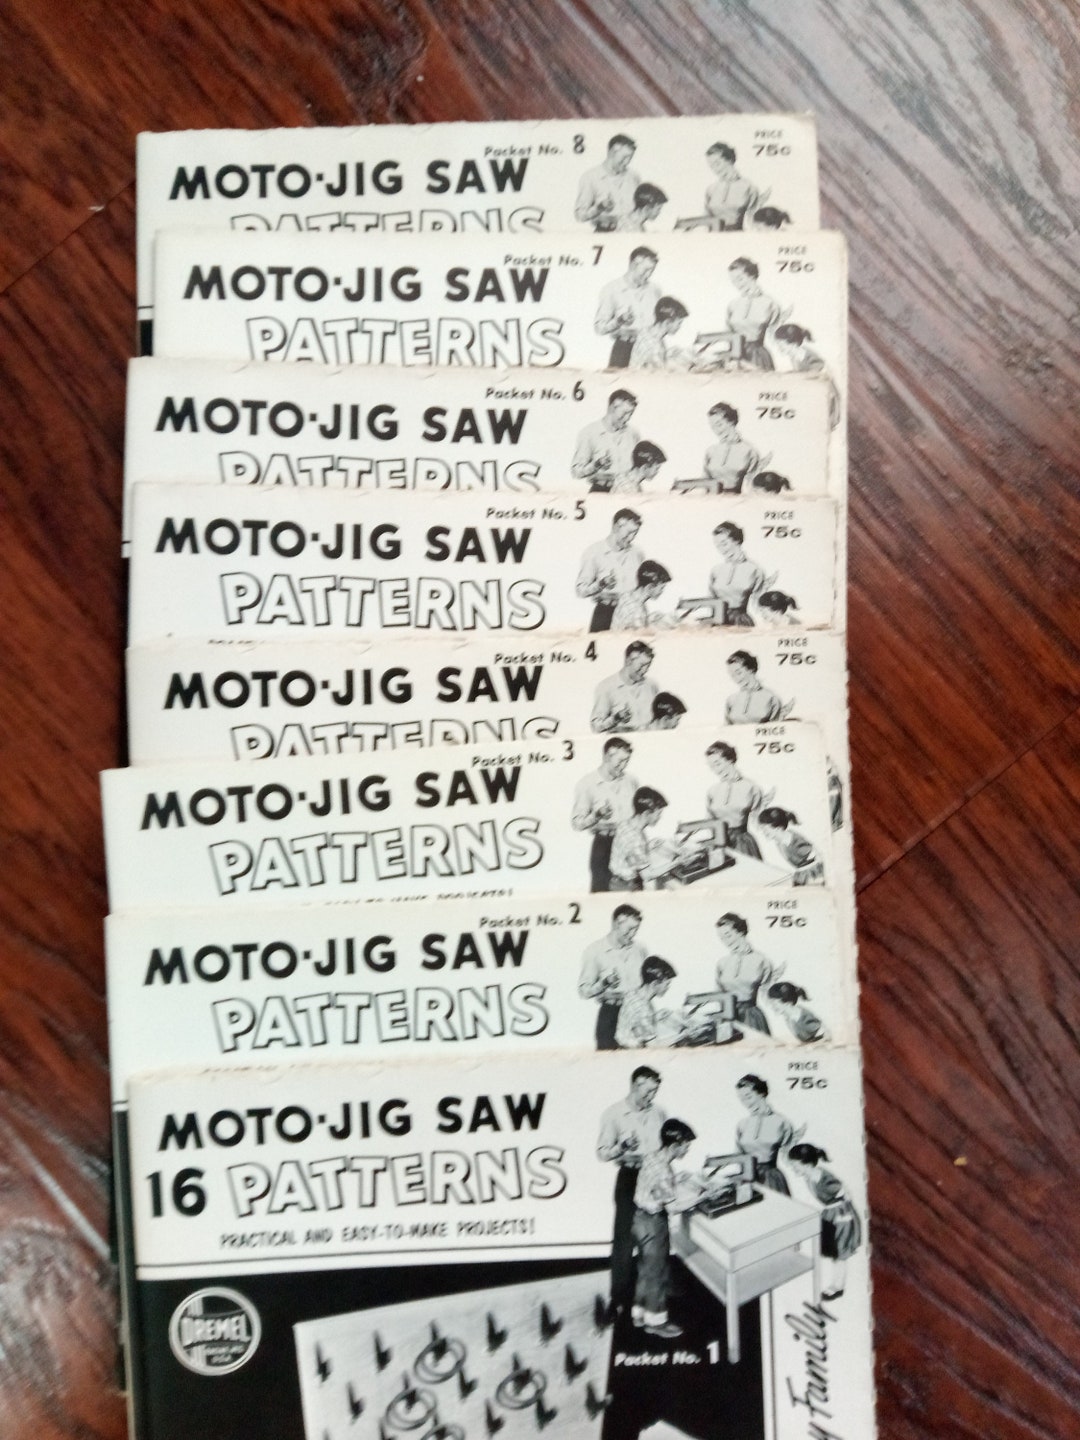 Packet No. 8
PRICE
75c
MOTO·JIG SAW
PATTERNS
Packet No. 7
PRICE
75c
MOTO·JIG SAW
PATTERNS
Packet No. 6
PRICE
75c
MOTO·JIG SAW
PATTERNS
Packet No. 5
PRICE
75c
MOTO·JIG SAW
PATTERNS
Packet No. 4
PRICE
75c
MOTO·JIG SAW
PATTERNS
Packet No. 3
PRICE
75c
MOTO·JIG SAW
PATTERNS
Packet No. 2
PRICE
75c
MOTO·JIG SAW
PATTERNS
PRICE
75c
MOTO·JIG SAW
16 PATTERNS
PRACTICAL AND EASY-TO-MAKE PROJECTS!
DREMEL
Packet No. 1
Family